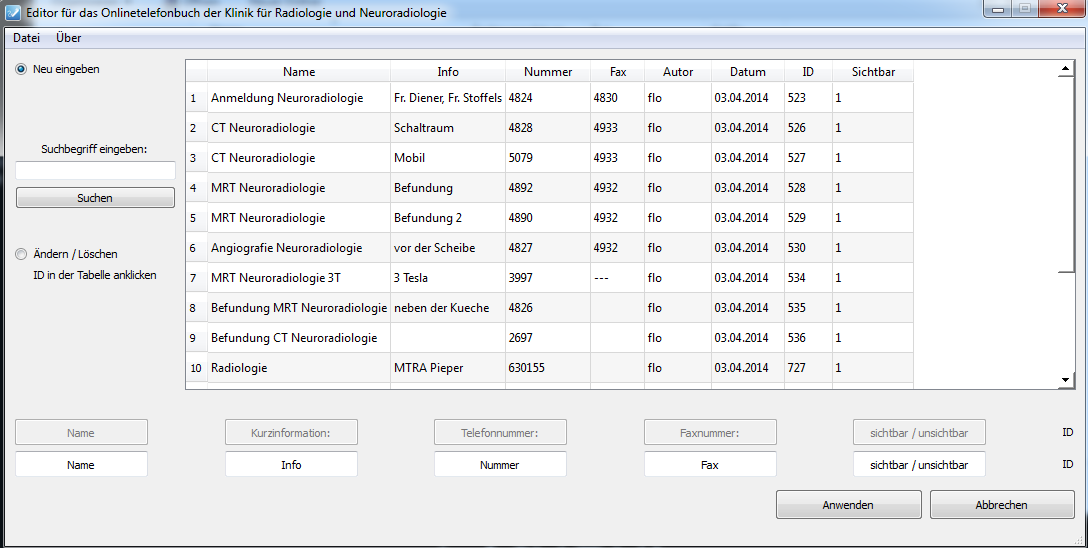 Editor für das Onlinetelefonbuch der Klinik für Radiologie und Neuroradiologie
Datei Über
Neu eingeben
Suchbegriff eingeben:
Suchen
Ändern / Löschen
ID in der Tabelle anklicken
Name Info Nummer Fax Autor Datum ID Sichtbar
1 Anmeldung Neuroradiologie Fr. Diener, Fr. Stoffels 4824 4830 flo 03.04.2014 523 1
2 CT Neuroradiologie Schaltraum 4828 4933 flo 03.04.2014 526 1
3 CT Neuroradiologie Mobil 5079 4933 flo 03.04.2014 527 1
4 MRT Neuroradiologie Befundung 4892 4932 flo 03.04.2014 528 1
5 MRT Neuroradiologie Befundung 2 4890 4932 flo 03.04.2014 529 1
6 Angiografie Neuroradiologie vor der Scheibe 4827 4932 flo 03.04.2014 530 1
7 MRT Neuroradiologie 3T 3 Tesla 3997 --- flo 03.04.2014 534 1
8 Befundung MRT Neuroradiologie neben der Kueche 4826 flo 03.04.2014 535 1
9 Befundung CT Neuroradiologie 2697 flo 03.04.2014 536 1
10 Radiologie MTRA Pieper 630155 flo 03.04.2014 727 1
Name Kurzinformation: Telefonnummer: Faxnummer: sichtbar / unsichtbar ID
Name Info Nummer Fax sichtbar / unsichtbar ID
Anwenden Abbrechen